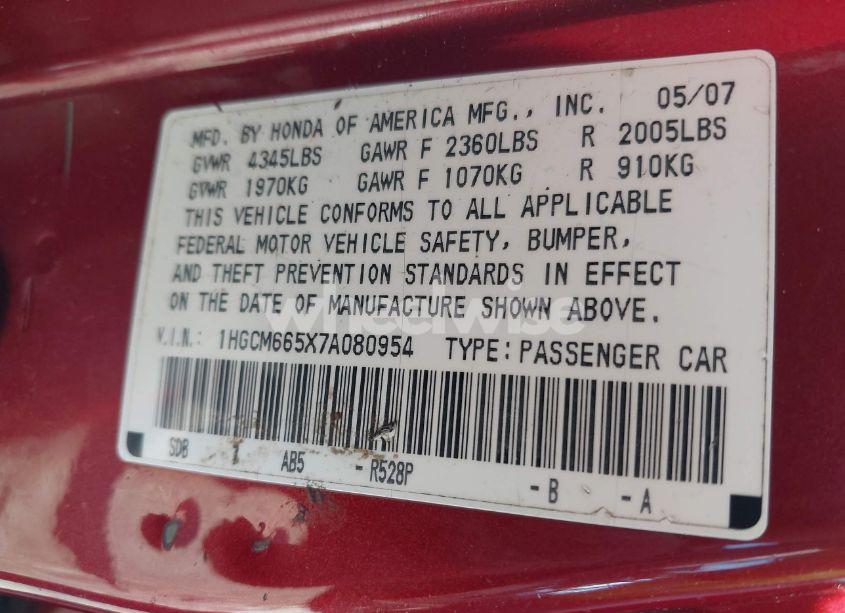 MFD. BY HONDA OF AMERICA MFG., INC. 05/07
GVWR 4345LBS GAWR F 2360LBS R 2005LBS
GVWR 1970KG GAWR F 1070KG R 910KG
THIS VEHICLE CONFORMS TO ALL APPLICABLE
FEDERAL MOTOR VEHICLE SAFETY, BUMPER,
AND THEFT PREVENTION STANDARDS IN EFFECT
ON THE DATE OF MANUFACTURE SHOWN ABOVE.
wheelwise
V.I.N.: 1HGCM665X7A080954 TYPE: PASSENGER CAR
SDB AB5 -R528P -B -A